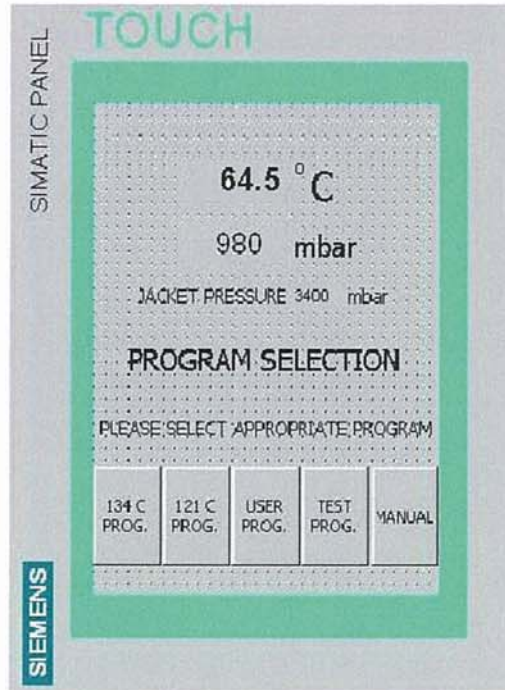 TOUCH
SIMATIC PANEL
64.5 °C
980 mbar
JACKET PRESSURE 3400 mbar
PROGRAM SELECTION
PLEASE SELECT APPROPRIATE PROGRAM
134 C
PROG.
121 C
PROG.
USER
PROG.
TEST
PROG.
MANUAL
SIEMENS